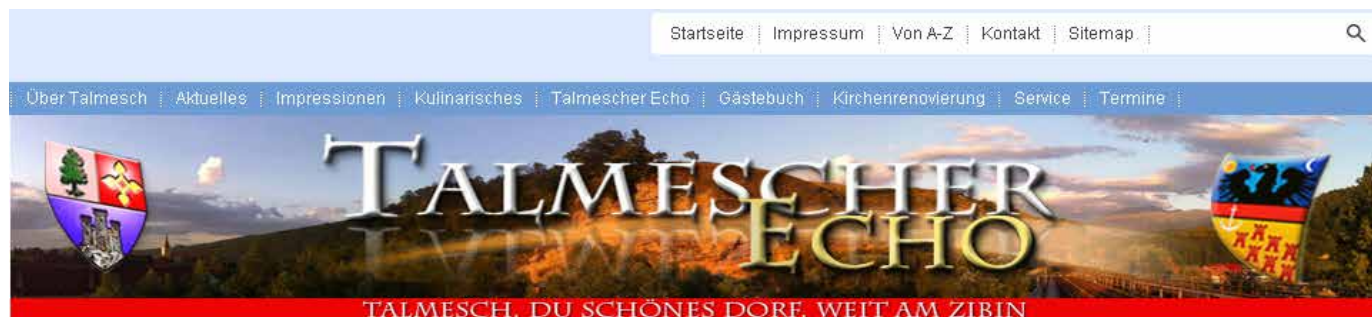 Startseite Impressum Von A-Z Kontakt Sitemap
Über Talmesch Aktuelles Impressionen Kulinarisches Talmescher Echo Gästebuch Kirchenrenovierung Service Termine
TALMESCHER
ECHO
TALMESCH, DU SCHÖNES DORF, WEIT AM ZIBIN